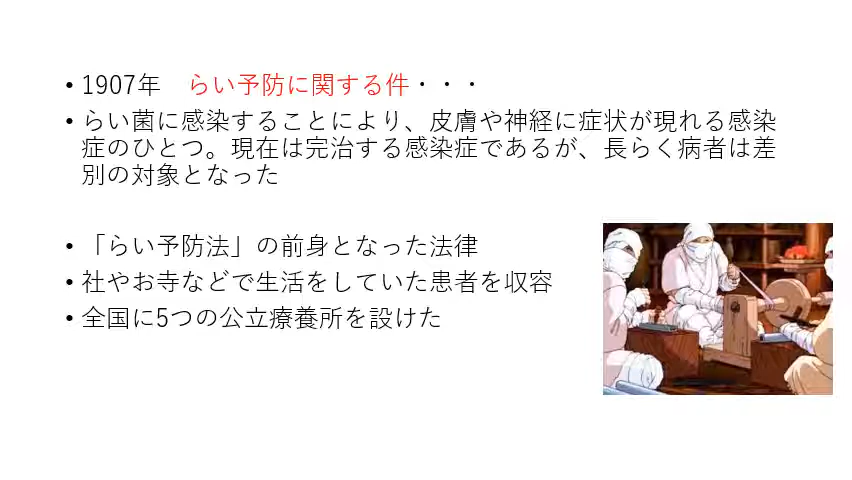 • 1907年　らい予防に関する件・・・
• らい菌に感染することにより、皮膚や神経に症状が現れる感染
症のひとつ。現在は完治する感染症であるが、長らく病者は差
別の対象となった
• 「らい予防法」の前身となった法律
• 社やお寺などで生活をしていた患者を収容
• 全国に5つの公立療養所を設けた